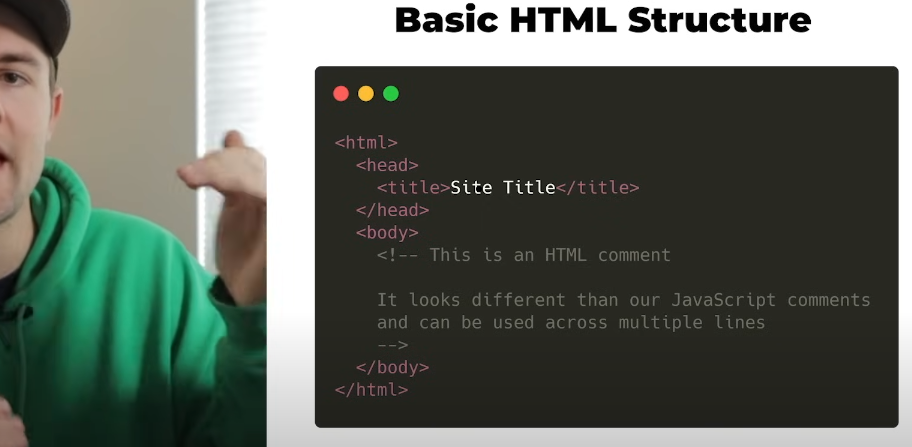 Basic HTML Structure
<html>
  <head>
    <title>Site Title</title>
  </head>
  <body>
    <!-- This is an HTML comment

    It looks different than our JavaScript comments
    and can be used across multiple lines
    -->
  </body>
</html>